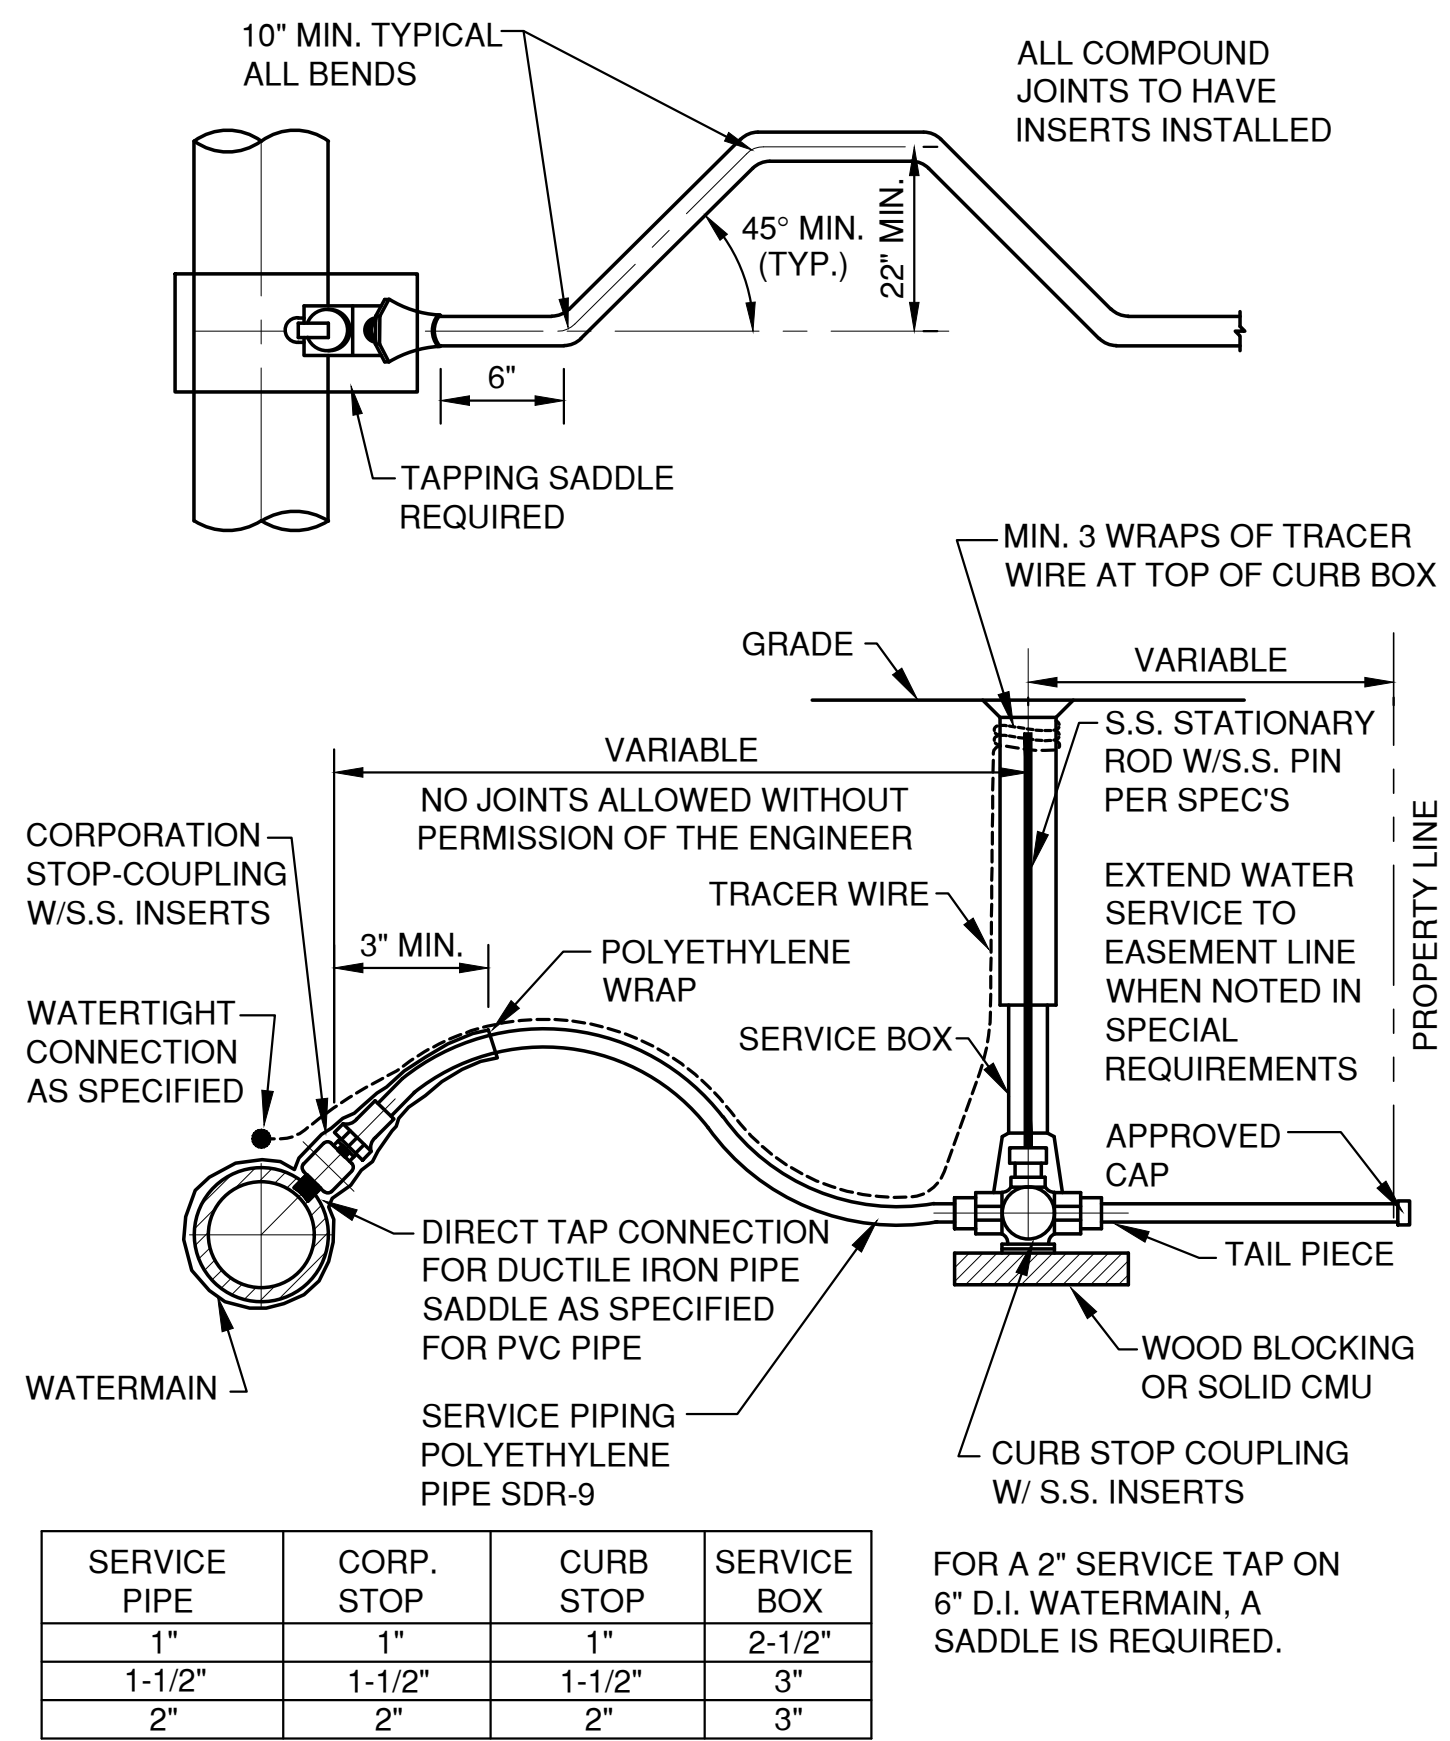 10" MIN. TYPICAL
ALL BENDS
ALL COMPOUND
JOINTS TO HAVE
INSERTS INSTALLED
45° MIN.
(TYP.)
22" MIN.
6"
TAPPING SADDLE
REQUIRED
MIN. 3 WRAPS OF TRACER
WIRE AT TOP OF CURB BOX
GRADE
VARIABLE
S.S. STATIONARY
ROD W/S.S. PIN
PER SPEC'S
VARIABLE
NO JOINTS ALLOWED WITHOUT
PERMISSION OF THE ENGINEER
CORPORATION
STOP-COUPLING
W/S.S. INSERTS
TRACER WIRE
EXTEND WATER
SERVICE TO
EASEMENT LINE
WHEN NOTED IN
SPECIAL
REQUIREMENTS
PROPERTY LINE
3" MIN.
POLYETHYLENE
WRAP
WATERTIGHT
CONNECTION
AS SPECIFIED
SERVICE BOX
APPROVED
CAP
DIRECT TAP CONNECTION
FOR DUCTILE IRON PIPE
SADDLE AS SPECIFIED
FOR PVC PIPE
TAIL PIECE
WATERMAIN
WOOD BLOCKING
OR SOLID CMU
SERVICE PIPING
POLYETHYLENE
PIPE SDR-9
CURB STOP COUPLING
W/ S.S. INSERTS
SERVICE PIPE CORP. STOP CURB STOP SERVICE BOX
1" 1" 1" 2-1/2"
1-1/2" 1-1/2" 1-1/2" 3"
2" 2" 2" 3"
FOR A 2" SERVICE TAP ON
6" D.I. WATERMAIN, A
SADDLE IS REQUIRED.